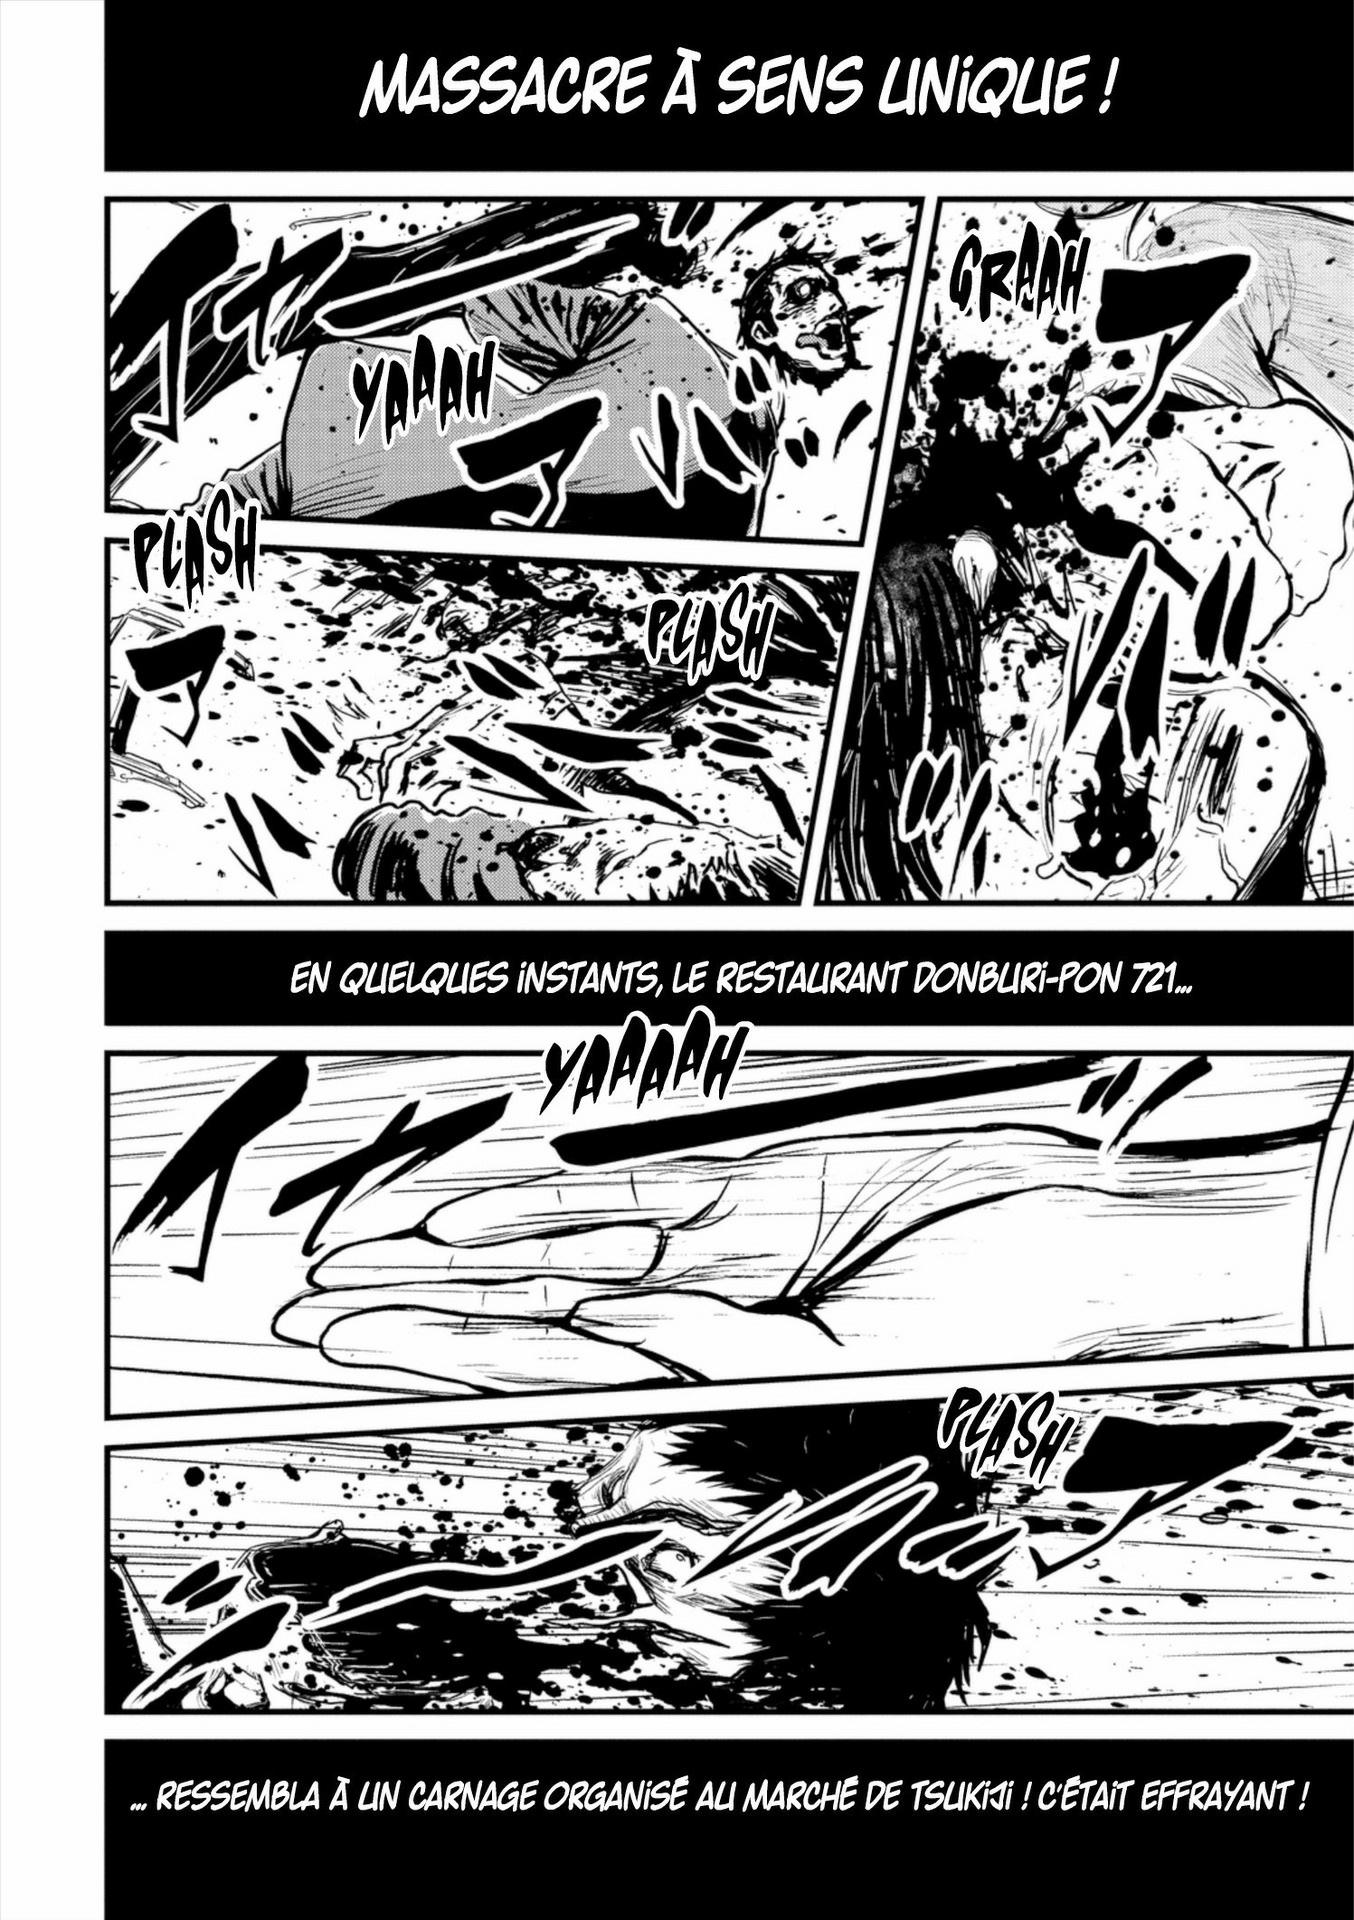 MASSACRE À SENS UNIQUE !
GRAAH
YAAAH
PLASH
PLASH
EN QUELQUES INSTANTS, LE RESTAURANT DONBURI-PON 721...
YAAAAAH
PLASH
... RESSEMBLA À UN CARNAGE ORGANISÉ AU MARCHÉ DE TSUKIJI ! C'ÉTAIT EFFRAYANT !